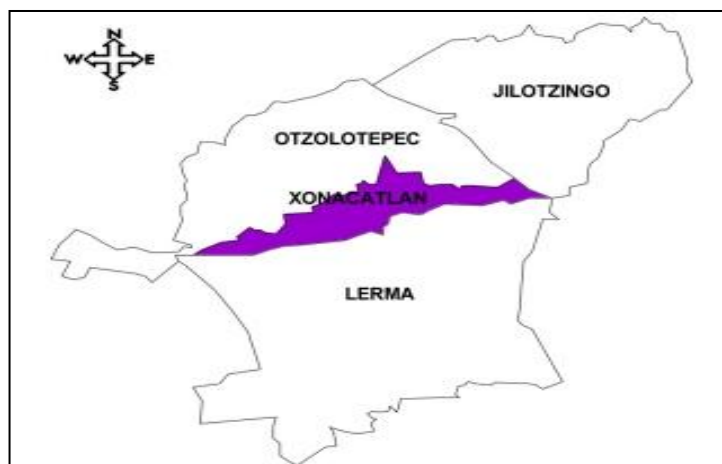 N
W E
S
JILOTZINGO
OTZOLOTEPEC
XONACATLAN
LERMA